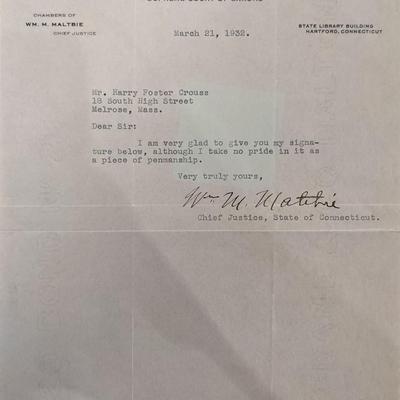 CHAMBERS OF
WM. M. MALTBIE
CHIEF JUSTICE
STATE LIBRARY BUILDING
HARTFORD, CONNECTICUT
March 21, 1932.
Mr. Harry Foster Crouss
18 South High Street
Melrose, Mass.
Dear Sir:
I am very glad to give you my signa-
ture below, although I take no pride in it as
a piece of penmanship.
Very truly yours,
Wm. M. Maltbie
Chief Justice, State of Connecticut.